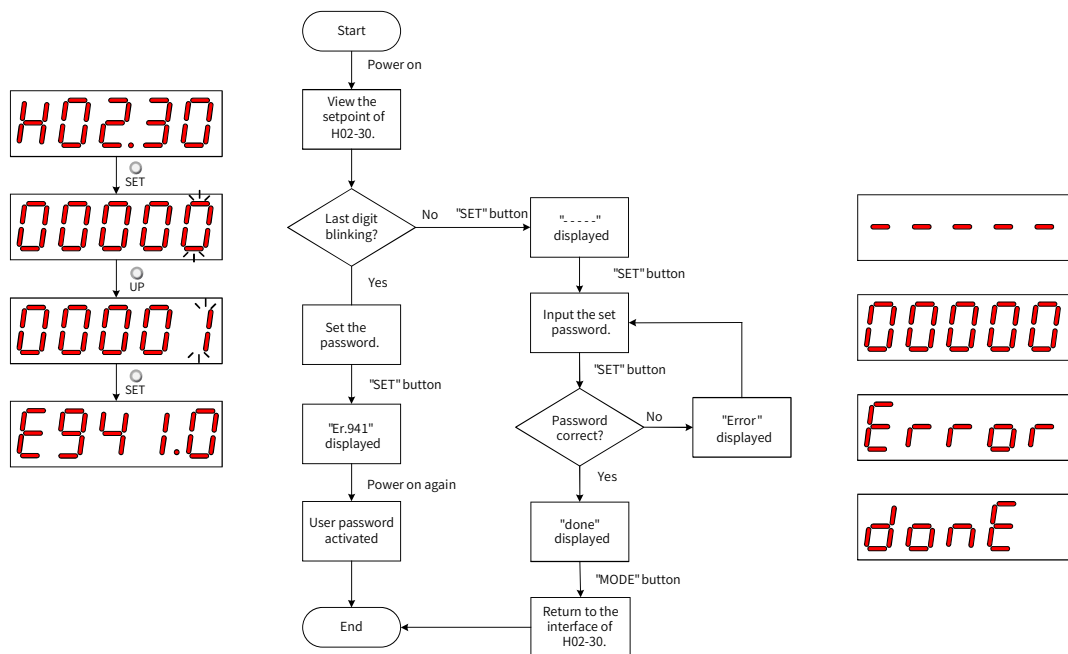 H02.30
SET
00000
UP
00001
SET
E941.0
Start
Power on
View the
setpoint of
H02-30.
Last digit
blinking?
Yes
Set the
password.
"SET" button
"Er.941"
displayed
Power on again
User password
activated
End
No
"SET" button
"-----"
displayed
"SET" button
Input the set
password.
"SET" button
Password
correct?
No
"Error"
displayed
Yes
"done"
displayed
"MODE" button
Return to the
interface of
H02-30.
-----
00000
Error
donE